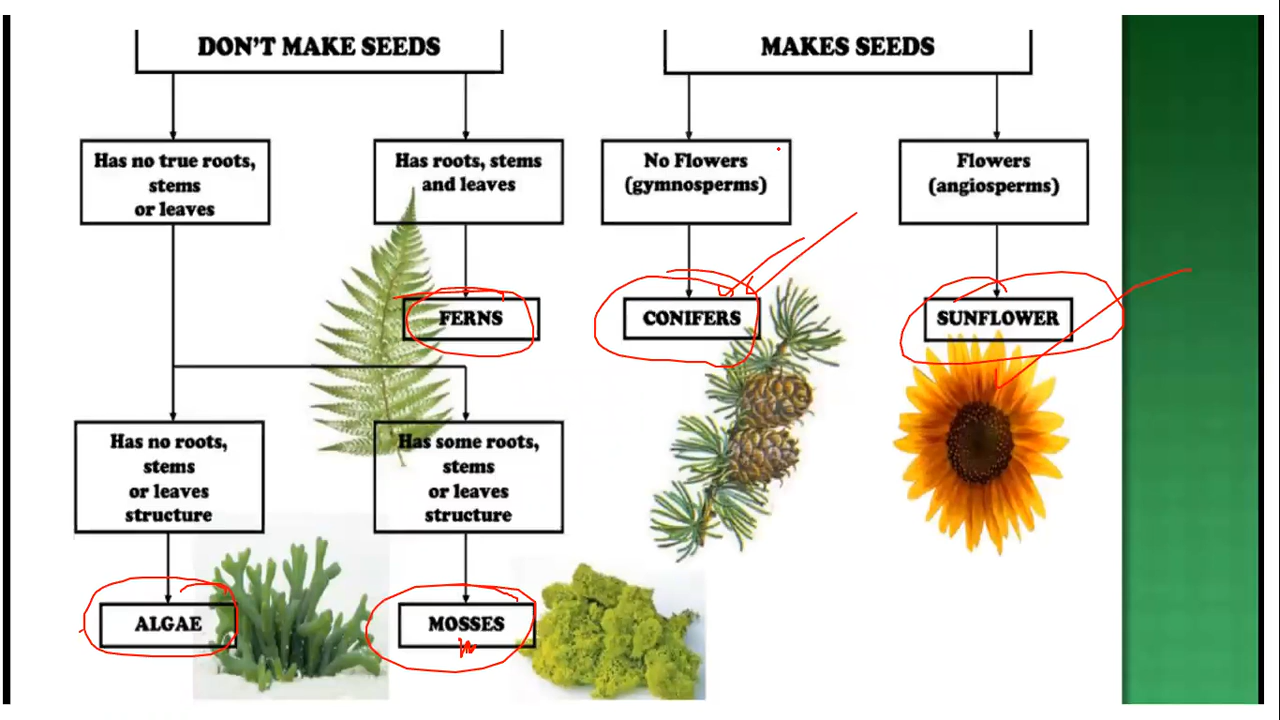 DON'T MAKE SEEDS
MAKES SEEDS
Has no true roots,
stems
or leaves
Has roots, stems
and leaves
No Flowers
(gymnosperms)
Flowers
(angiosperms)
FERNS
CONIFERS
SUNFLOWER
Has no roots,
stems
or leaves
structure
Has some roots,
stems
or leaves
structure
ALGAE
MOSSES